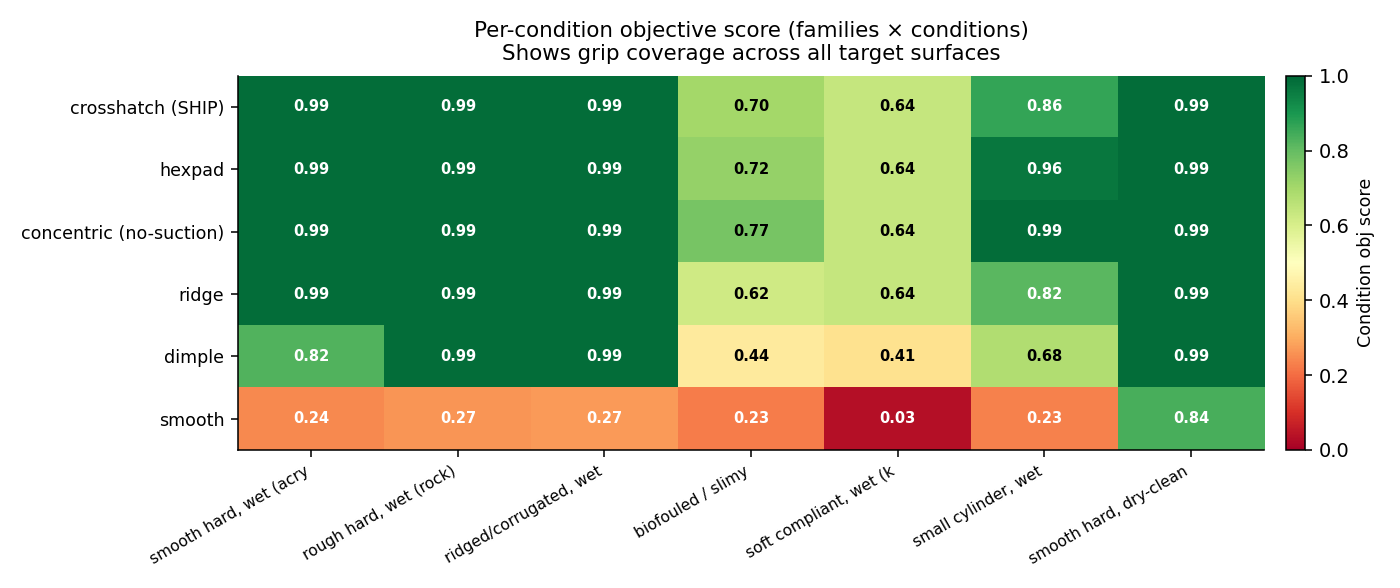 Per-condition objective score (families × conditions)
Shows grip coverage across all target surfaces
crosshatch (SHIP) 0.99 0.99 0.99 0.70 0.64 0.86 0.99
hexpad 0.99 0.99 0.99 0.72 0.64 0.96 0.99
concentric (no-suction) 0.99 0.99 0.99 0.77 0.64 0.99 0.99
ridge 0.99 0.99 0.99 0.62 0.64 0.82 0.99
dimple 0.82 0.99 0.99 0.44 0.41 0.68 0.99
smooth 0.24 0.27 0.27 0.23 0.03 0.23 0.84
smooth hard, wet (acry
rough hard, wet (rock)
ridged/corrugated, wet
biofouled / slimy
soft compliant, wet (k
small cylinder, wet
smooth hard, dry-clean
1.0
0.8
0.6
0.4
0.2
0.0
Condition obj score